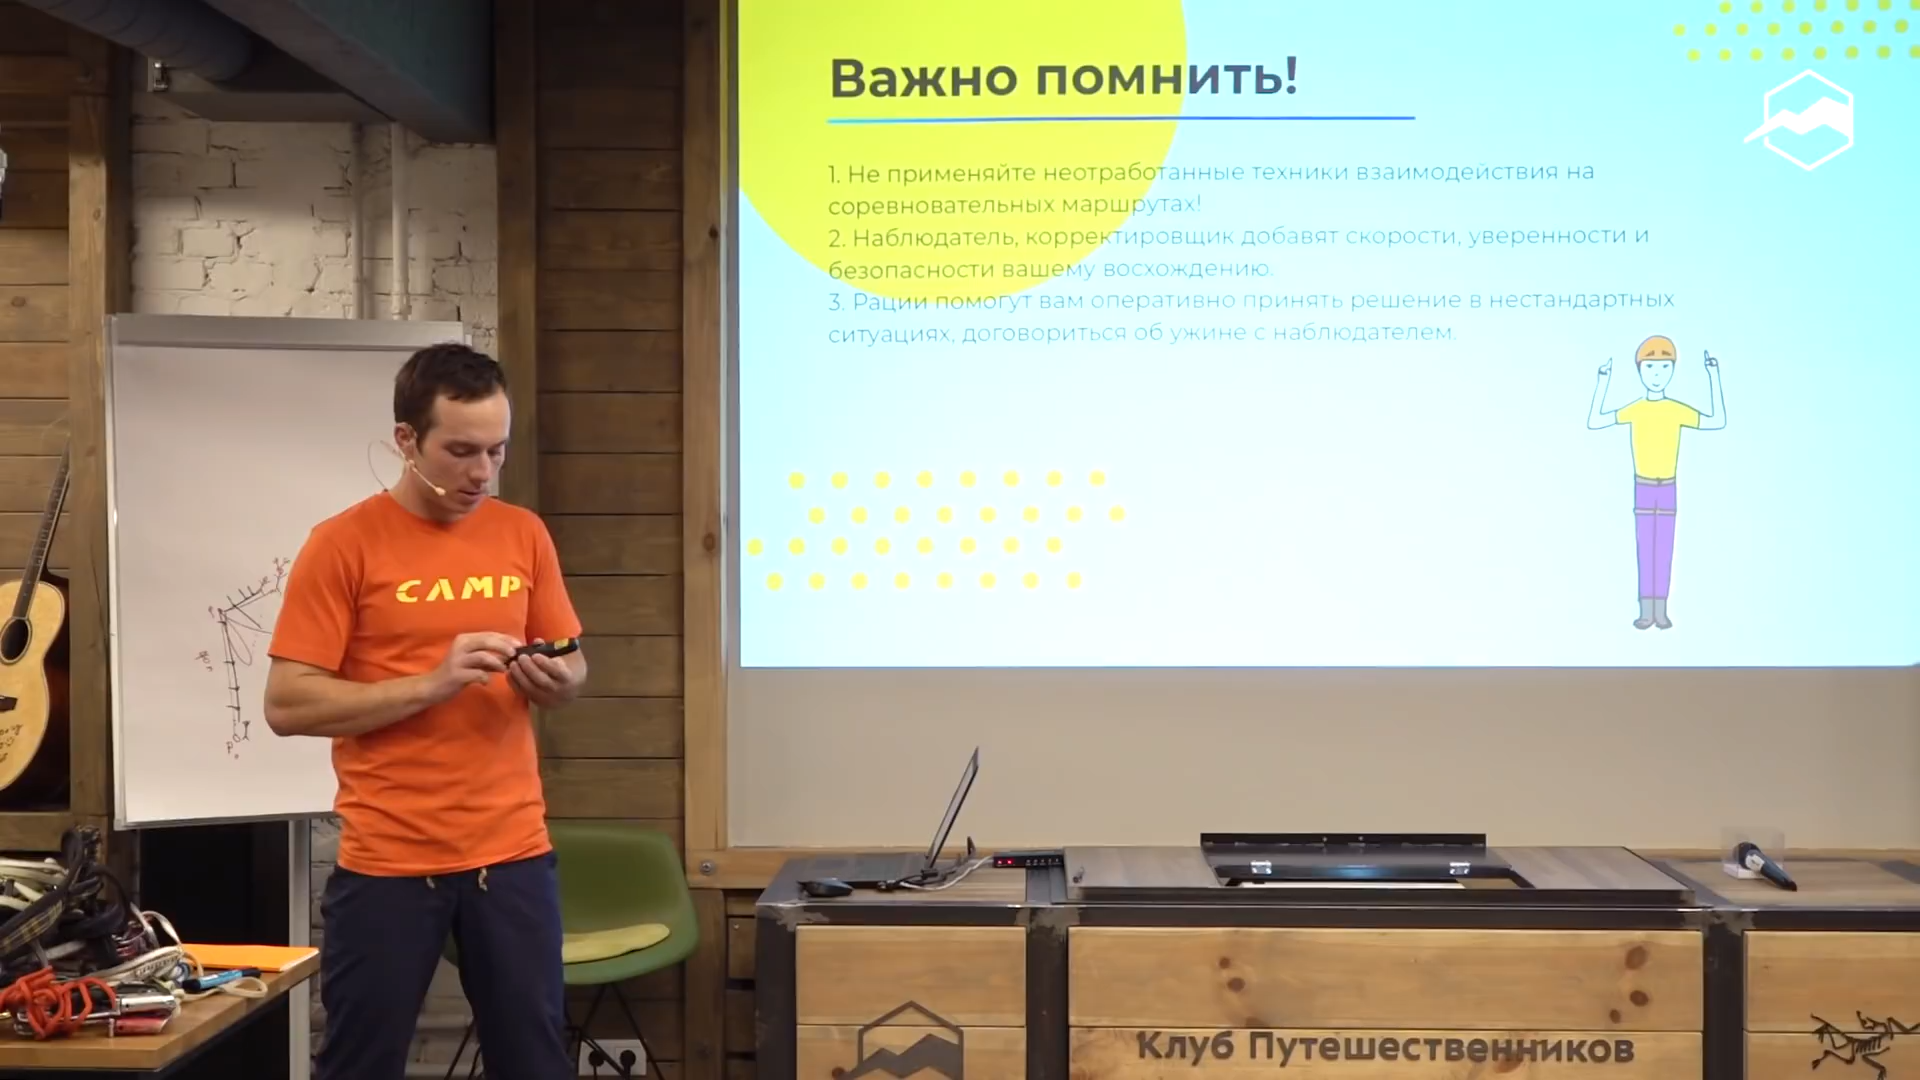 Важно помнить!
1. Не применяйте неотработанные техники взаимодействия на
соревновательных маршрутах!
2. Наблюдатель, корректировщик добавят скорости, уверенности и
безопасности вашему восхождению.
3. Рации помогут вам оперативно принять решение в нестандартных
ситуациях, договориться об ужине с наблюдателем.
CAMP
Клуб Путешественников